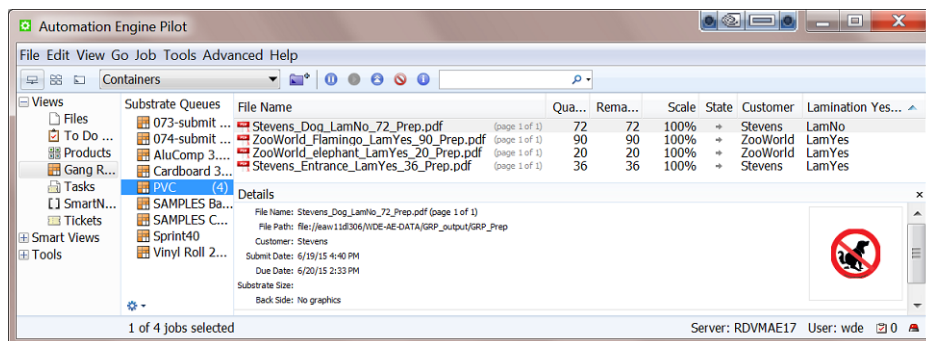 Automation Engine Pilot
File Edit View Go Job Tools Advanced Help
Containers
Views
Files
To Do ...
Products
Gang R...
Tasks
[] SmartN...
Tickets
Smart Views
Tools
Substrate Queues
073-submit ...
074-submit ...
AluComp 3....
Cardboard 3...
PVC (4)
SAMPLES Ba...
SAMPLES C...
Sprint40
Vinyl Roll 2...
File Name Qua... Rema... Scale State Customer Lamination Yes...
Stevens_Dog_LamNo_72_Prep.pdf (page 1 of 1) 72 72 100% Stevens LamNo
ZooWorld_Flamingo_LamYes_90_Prep.pdf (page 1 of 1) 90 90 100% ZooWorld LamYes
ZooWorld_elephant_LamYes_20_Prep.pdf (page 1 of 1) 20 20 100% ZooWorld LamYes
Stevens_Entrance_LamYes_36_Prep.pdf (page 1 of 1) 36 36 100% Stevens LamYes
Details
File Name: Stevens_Dog_LamNo_72_Prep.pdf (page 1 of 1)
File Path: file://eaw11dl306/WDE-AE-DATA/GRP_output/GRP_Prep
Customer: Stevens
Submit Date: 6/19/15 4:40 PM
Due Date: 6/20/15 2:33 PM
Substrate Size:
Back Side: No graphics
1 of 4 jobs selected
Server: RDVMAE17 User: wde 0